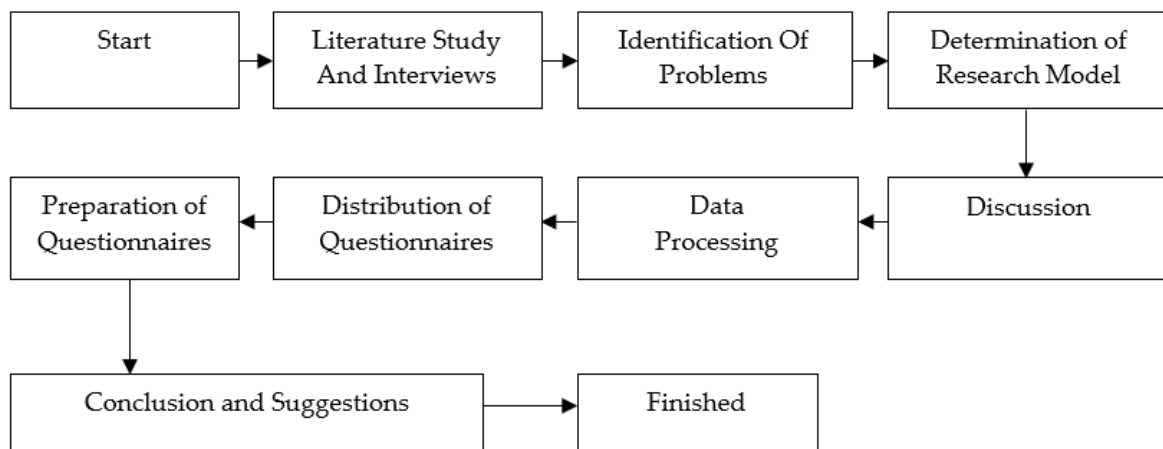 Start
Literature Study
And Interviews
Identification Of
Problems
Determination of
Research Model
Preparation of
Questionnaires
Distribution of
Questionnaires
Data
Processing
Discussion
Conclusion and Suggestions
Finished